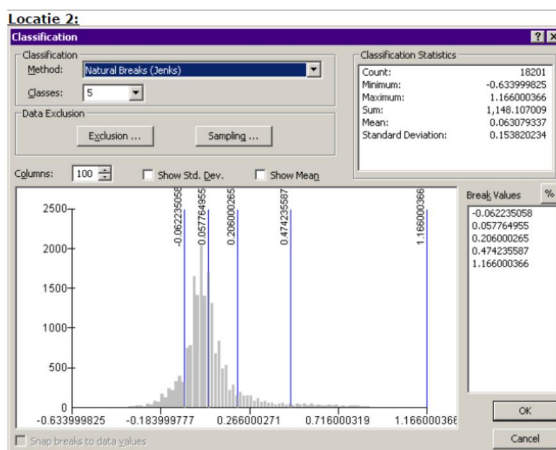 Locatie 2:
Classification
Classification
Method: Natural Breaks (Jenks)
Classes: 5
Data Exclusion
Exclusion ... Sampling ...
Classification Statistics
Count: 18201
Minimum: -0.633999825
Maximum: 1.166000366
Sum: 1,148.107009
Mean: 0.063079337
Standard Deviation: 0.153820234
Columns: 100 Show Std. Dev. Show Mean
Break Values %
-0.062235058
0.057764955
0.206000265
0.474235587
1.166000366
2500
2000
1500
1000
500
0
-0.062235058
0.057764955
0.206000265
0.474235587
1.166000366
-0.633999825 -0.183999777 0.266000271 0.716000319 1.166000366
Snap breaks to data values
OK
Cancel